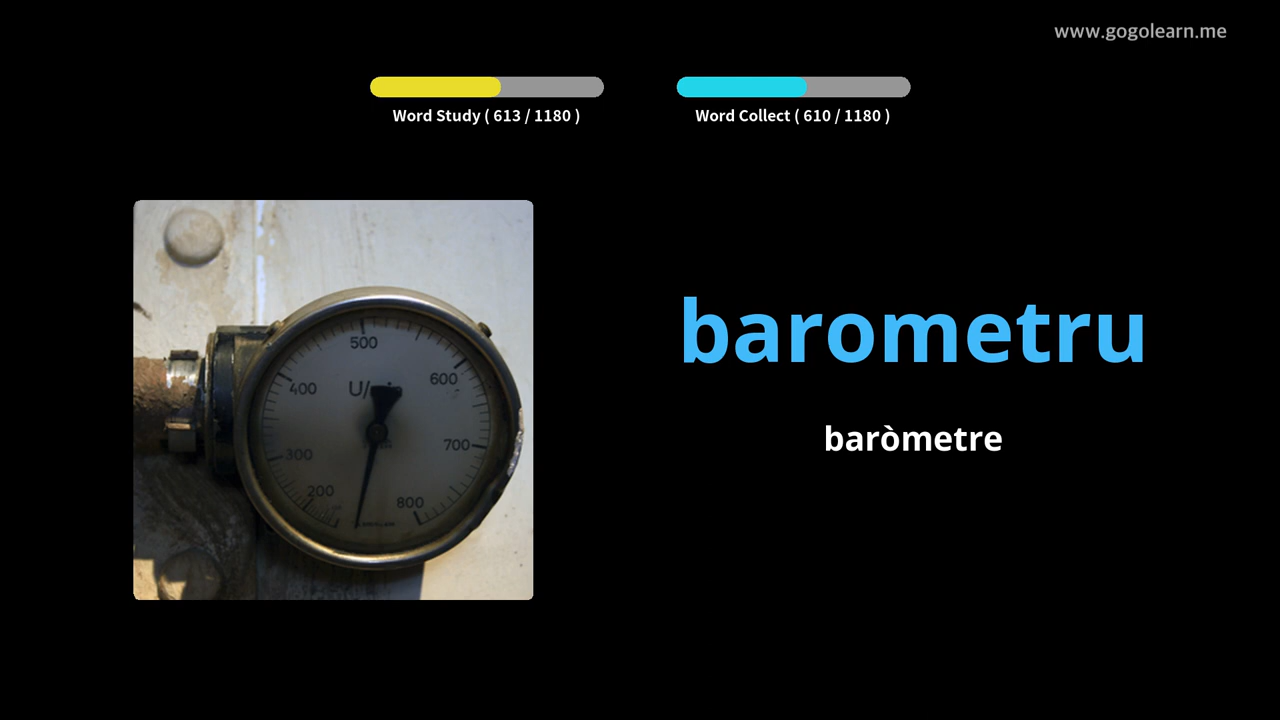 www.gogolearn.me
Word Study ( 613 / 1180 )
Word Collect ( 610 / 1180 )
barometru
baròmetre
500
400
600
300
700
200
800